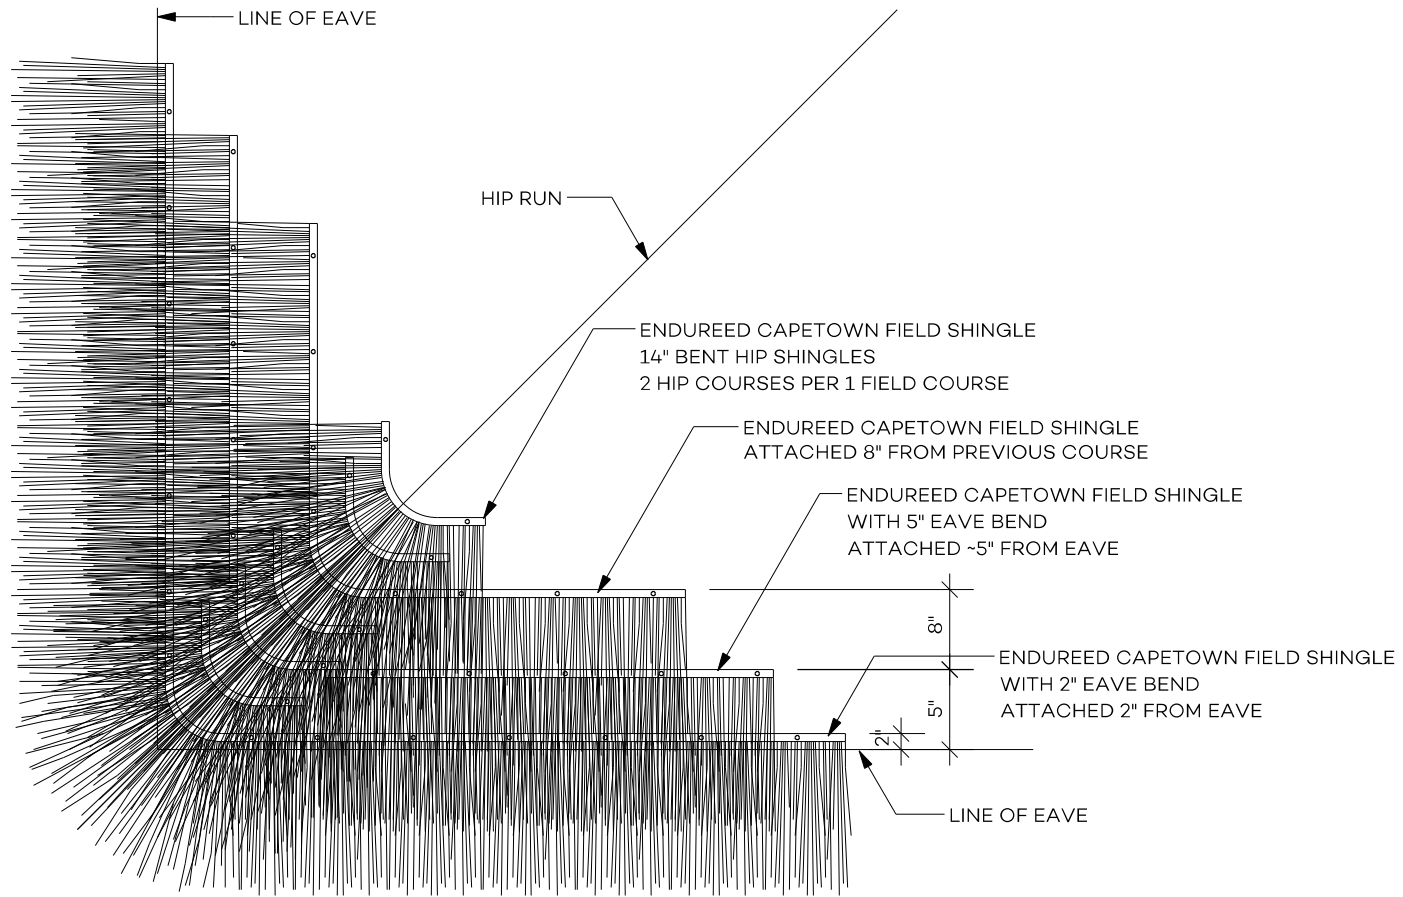 LINE OF EAVE
HIP RUN
ENDUREED CAPETOWN FIELD SHINGLE
14" BENT HIP SHINGLES
2 HIP COURSES PER 1 FIELD COURSE
ENDUREED CAPETOWN FIELD SHINGLE
ATTACHED 8" FROM PREVIOUS COURSE
ENDUREED CAPETOWN FIELD SHINGLE
WITH 5" EAVE BEND
ATTACHED ~5" FROM EAVE
8"
ENDUREED CAPETOWN FIELD SHINGLE
WITH 2" EAVE BEND
ATTACHED 2" FROM EAVE
5"
2"
LINE OF EAVE